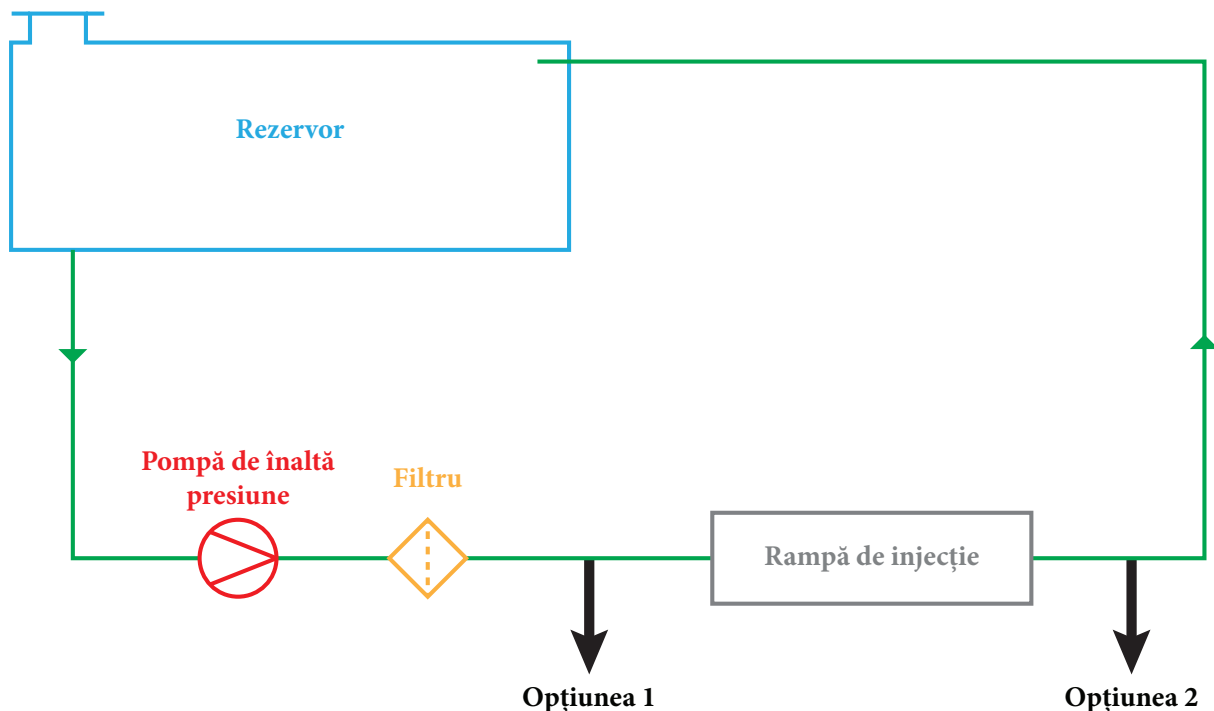 Rezervor
Pompă de înaltă
presiune
Filtru
Rampă de injecție
Opțiunea 1
Opțiunea 2